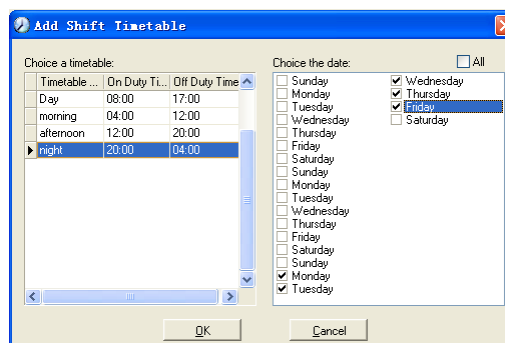 Add Shift Timetable
Choice a timetable:
Timetable ... On Duty Ti... Off Duty Time
Day 08:00 17:00
morning 04:00 12:00
afternoon 12:00 20:00
night 20:00 04:00
Choice the date: All
Sunday
Monday
Tuesday
Wednesday
Thursday
Friday
Saturday
Sunday
Monday
Tuesday
Wednesday
Thursday
Friday
Saturday
Sunday
Monday
Tuesday
Wednesday
Thursday
Friday
Saturday
OK Cancel